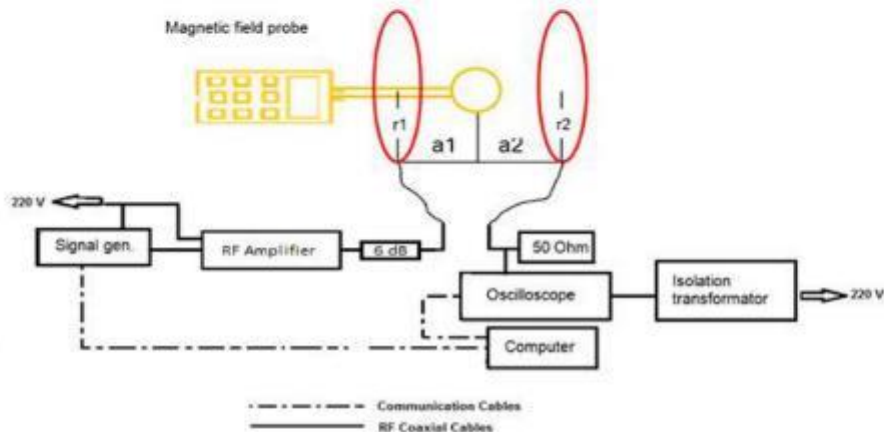 Magnetic field probe
r1
r2
a1
a2
220 V
Signal gen.
RF Amplifier
6 dB
50 Ohm
Oscilloscope
Isolation
transformator
220 V
Computer
Communication Cables
RF Coaxial Cables